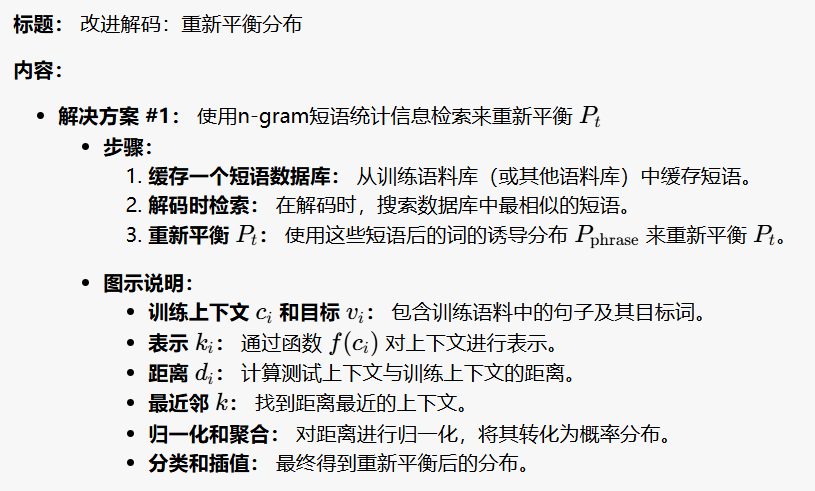 标题： 改进解码：重新平衡分布
内容：
• 解决方案 #1： 使用n-gram短语统计信息检索来重新平衡 P_t
• 步骤：
1. 缓存一个短语数据库： 从训练语料库（或其他语料库）中缓存短语。
2. 解码时检索： 在解码时，搜索数据库中最相似的短语。
3. 重新平衡 P_t： 使用这些短语后的词的诱导分布 P_phrase 来重新平衡 P_t。
• 图示说明：
• 训练上下文 c_i 和目标 v_i： 包含训练语料中的句子及其目标词。
• 表示 k_i： 通过函数 f(c_i) 对上下文进行表示。
• 距离 d_i： 计算测试上下文与训练上下文的距离。
• 最近邻 k： 找到距离最近的上下文。
• 归一化和聚合： 对距离进行归一化，将其转化为概率分布。
• 分类和插值： 最终得到重新平衡后的分布。